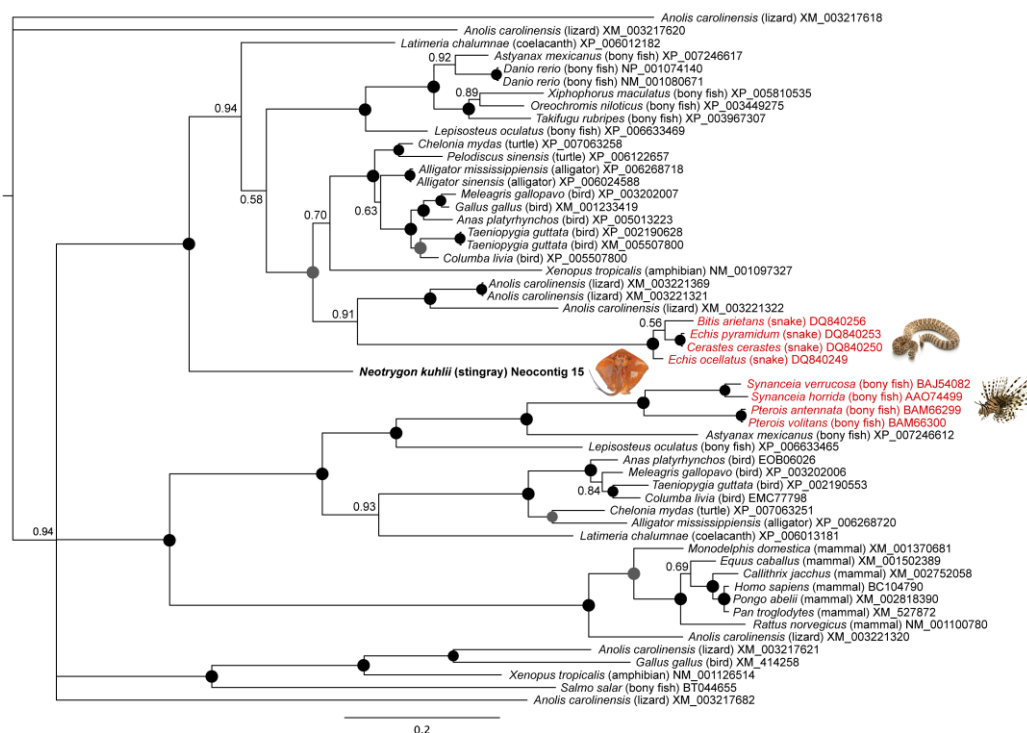 Anolis carolinensis (lizard) XM_003217618
Anolis carolinensis (lizard) XM_003217620
Latimeria chalumnae (coelacanth) XP_006012182
Astyanax mexicanus (bony fish) XP_007246617
0.92
Danio rerio (bony fish) NP_001074140
Danio rerio (bony fish) NM_001080671
0.89
Xiphophorus maculatus (bony fish) XP_005810535
0.94
Oreochromis niloticus (bony fish) XP_003449275
Takifugu rubripes (bony fish) XP_003967307
Lepisosteus oculatus (bony fish) XP_006633469
Chelonia mydas (turtle) XP_007063258
Pelodiscus sinensis (turtle) XP_006122657
Alligator mississippiensis (alligator) XP_006268718
Alligator sinensis (alligator) XP_006024588
0.58
Meleagris gallopavo (bird) XP_003202007
0.70
0.63
Gallus gallus (bird) XM_001233419
Anas platyrhynchos (bird) XP_005013223
Taeniopygia guttata (bird) XP_002190628
Taeniopygia guttata (bird) XM_005507800
Columba livia (bird) XP_005507800
Xenopus tropicalis (amphibian) NM_001097327
Anolis carolinensis (lizard) XM_003221369
Anolis carolinensis (lizard) XM_003221321
Anolis carolinensis (lizard) XM_003221322
0.91
0.56
Bitis arietans (snake) DQ840256
Echis pyramidum (snake) DQ840253
Cerastes cerastes (snake) DQ840250
Echis ocellatus (snake) DQ840249
Neotrygon kuhlii (stingray) Neocontig 15
Synanceia verrucosa (bony fish) BAJ54082
Synanceia horrida (bony fish) AAO74499
Pterois antennata (bony fish) BAM66299
Pterois volitans (bony fish) BAM66300
Astyanax mexicanus (bony fish) XP_007246612
Lepisosteus oculatus (bony fish) XP_006633465
Anas platyrhynchos (bird) EOB06026
Meleagris gallopavo (bird) XP_003202006
0.84
Taeniopygia guttata (bird) XP_002190553
Columba livia (bird) EMC77798
0.93
Chelonia mydas (turtle) XP_007063251
Alligator mississippiensis (alligator) XP_006268720
Latimeria chalumnae (coelacanth) XP_006013181
0.94
Monodelphis domestica (mammal) XM_001370681
0.69
Equus caballus (mammal) XM_001502389
Callithrix jacchus (mammal) XM_002752058
Homo sapiens (mammal) BC104790
Pongo abelii (mammal) XM_002818390
Pan troglodytes (mammal) XM_527872
Rattus norvegicus (mammal) NM_001100780
Anolis carolinensis (lizard) XM_003221320
Anolis carolinensis (lizard) XM_003217621
Gallus gallus (bird) XM_414258
Xenopus tropicalis (amphibian) NM_001126514
Salmo salar (bony fish) BT044655
Anolis carolinensis (lizard) XM_003217682
0.2